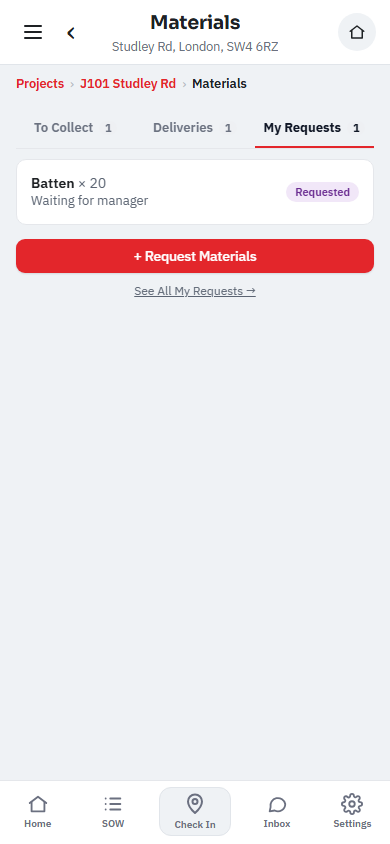 Materials
Studley Rd, London, SW4 6RZ
Projects › J101 Studley Rd › Materials
To Collect 1 Deliveries 1 My Requests 1
Batten × 20
Waiting for manager
Requested
+ Request Materials
See All My Requests →
Home SOW Check In Inbox Settings